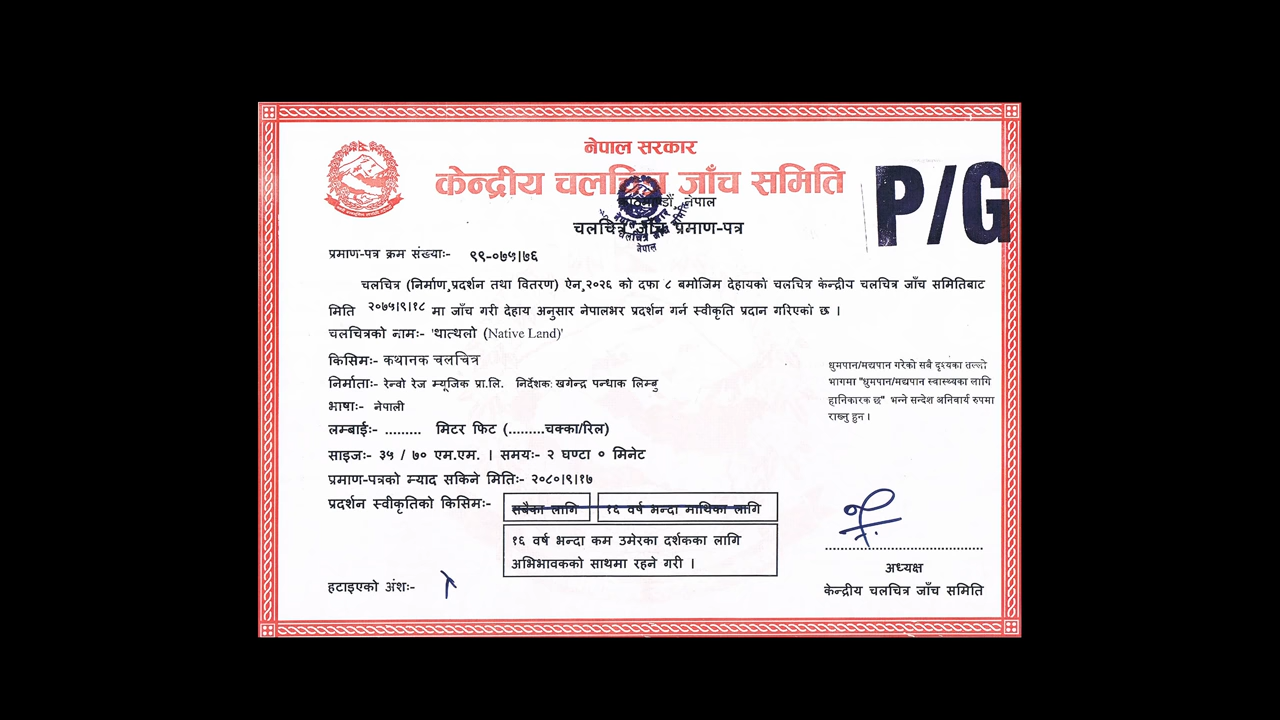 नेपाल सरकार
केन्द्रीय चलचित्र जाँच समिति
काठमाण्डौं, नेपाल
चलचित्र जाँच प्रमाण-पत्र
P/G
प्रमाण-पत्र क्रम संख्याः- ९९-०७५।७६
चलचित्र (निर्माण, प्रदर्शन तथा वितरण) ऐन, २०२६ को दफा ८ बमोजिम देहायको चलचित्र केन्द्रीय चलचित्र जाँच समितिबाट
मिति २०७५।९।१८ मा जाँच गरी देहाय अनुसार नेपालभर प्रदर्शन गर्न स्वीकृति प्रदान गरिएको छ ।
चलचित्रको नामः- 'थात्थलो (Native Land)'
किसिमः- कथानक चलचित्र
निर्माताः- रेन्वो रेज म्यूजिक प्रा.लि. निर्देशक: खगेन्द्र पन्धाक लिम्बु
भाषाः- नेपाली
लम्बाईः- ......... मिटर फिट (.........चक्का/रिल)
साइजः- ३५ / ७० एम.एम. । समयः- २ घण्टा ० मिनेट
प्रमाण-पत्रको म्याद सकिने मितिः- २०८०।९।१७
प्रदर्शन स्वीकृतिको किसिमः- सबैका लागि १६ वर्ष भन्दा माथिका लागि
१६ वर्ष भन्दा कम उमेरका दर्शकका लागि
अभिभावकको साथमा रहने गरी ।
हटाइएको अंशः-
धुमपान/मद्यपान गरेको सबै दृश्यका तल्लो
भागमा "धुमपान/मद्यपान स्वास्थ्यका लागि
हानिकारक छ" भन्ने सन्देश अनिवार्य रुपमा
राख्नु हुन ।
अध्यक्ष
केन्द्रीय चलचित्र जाँच समिति